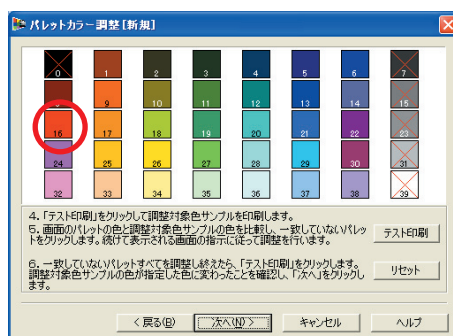 パレットカラー調整[新規]
0 1 2 3 4 5 6 7
9 10 11 12 13 14 15
16 17 18 19 20 21 22 23
24 25 26 27 28 29 30 31
32 33 34 35 36 37 38 39
4. 「テスト印刷」をクリックして調整対象色サンプルを印刷します。
5. 画面のパレットの色と調整対象色サンプルの色を比較し、一致していないパレッ
トをクリックします。続けて表示される画面の指示に従って調整を行います。
テスト印刷
6. 一致していないパレットすべてを調整し終えたら、「テスト印刷」をクリックします。
調整対象色サンプルの色が指定した色に変わったことを確認し、「次へ」をクリックし
ます。
リセット
< 戻る(B) 次へ(N) > キャンセル ヘルプ